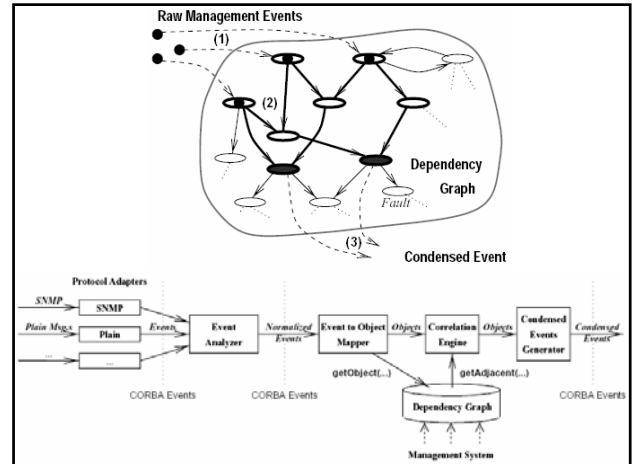 Raw Management Events
(1)
(2)
Dependency
Graph
Fault
(3)
Condensed Event
Protocol Adapters
SNMP
SNMP
Plain Msg.s
Plain
Events
...
...
Event
Analyzer
Normalized
Events
Event to Object
Mapper
Objects
Correlation
Engine
Objects
Condensed
Events
Generator
Condensed
Events
getObject(...)
getAdjacent(...)
CORBA Events
CORBA Events
CORBA Events
Dependency Graph
Management System